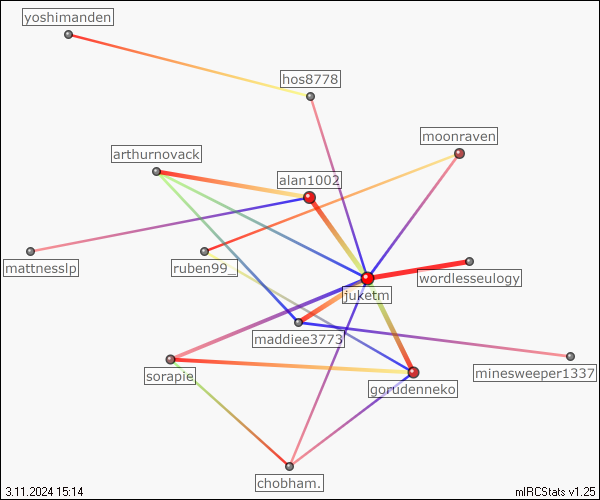 yoshimanden
hos8778
moonraven
arthurnovack
alan1002
mattnesslp
ruben99_
wordlesseulogy
juketm
maddiee3773
minesweeper1337
sorapie
gorudenneko
chobham.
3.11.2024 15:14
mIRCStats v1.25